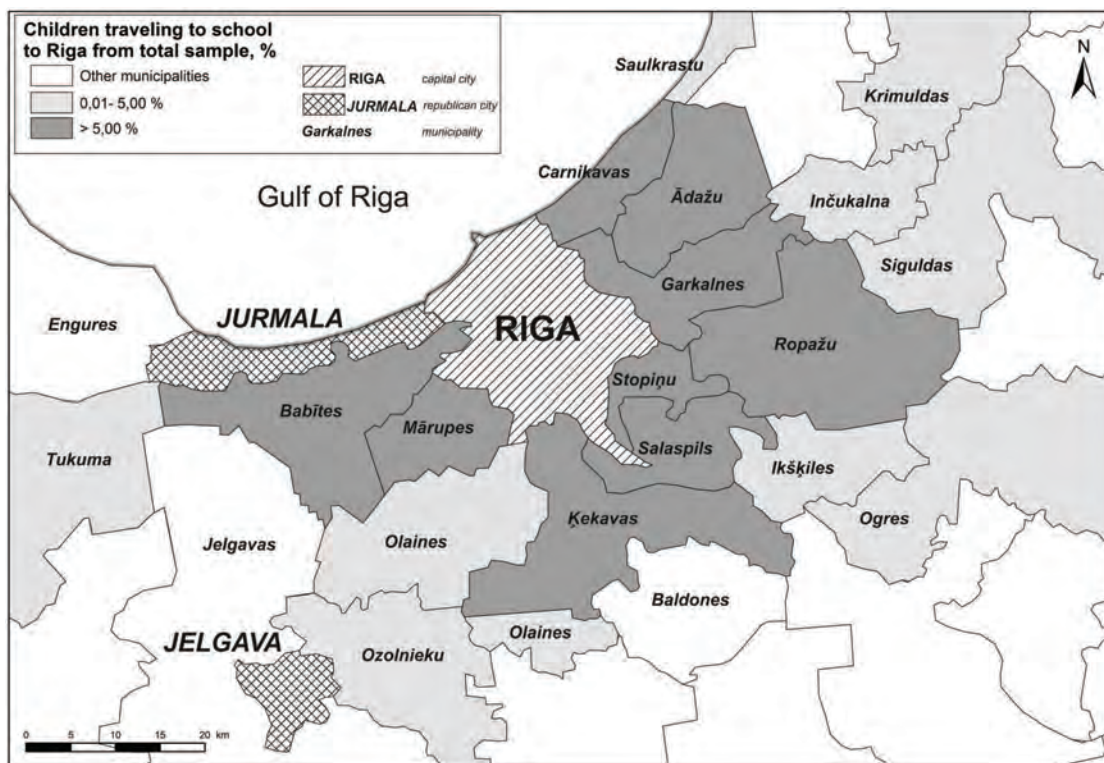 Children traveling to school
to Riga from total sample, %
Other municipalities
0,01- 5,00 %
> 5,00 %
RIGA capital city
JURMALA republican city
Garkalnes municipality
N
Saulkrastu
Krimuldas
Carnikavas
Ādažu
Inčukalna
Gulf of Riga
Garkalnes
Siguldas
Engures
JURMALA
RIGA
Ropažu
Stopiņu
Babītes
Mārupes
Salaspils
Tukuma
Ikšķiles
Ogres
Ķekavas
Jelgavas
Olaines
Baldones
JELGAVA
Olaines
Ozolnieku
0 5 10 15 20 km